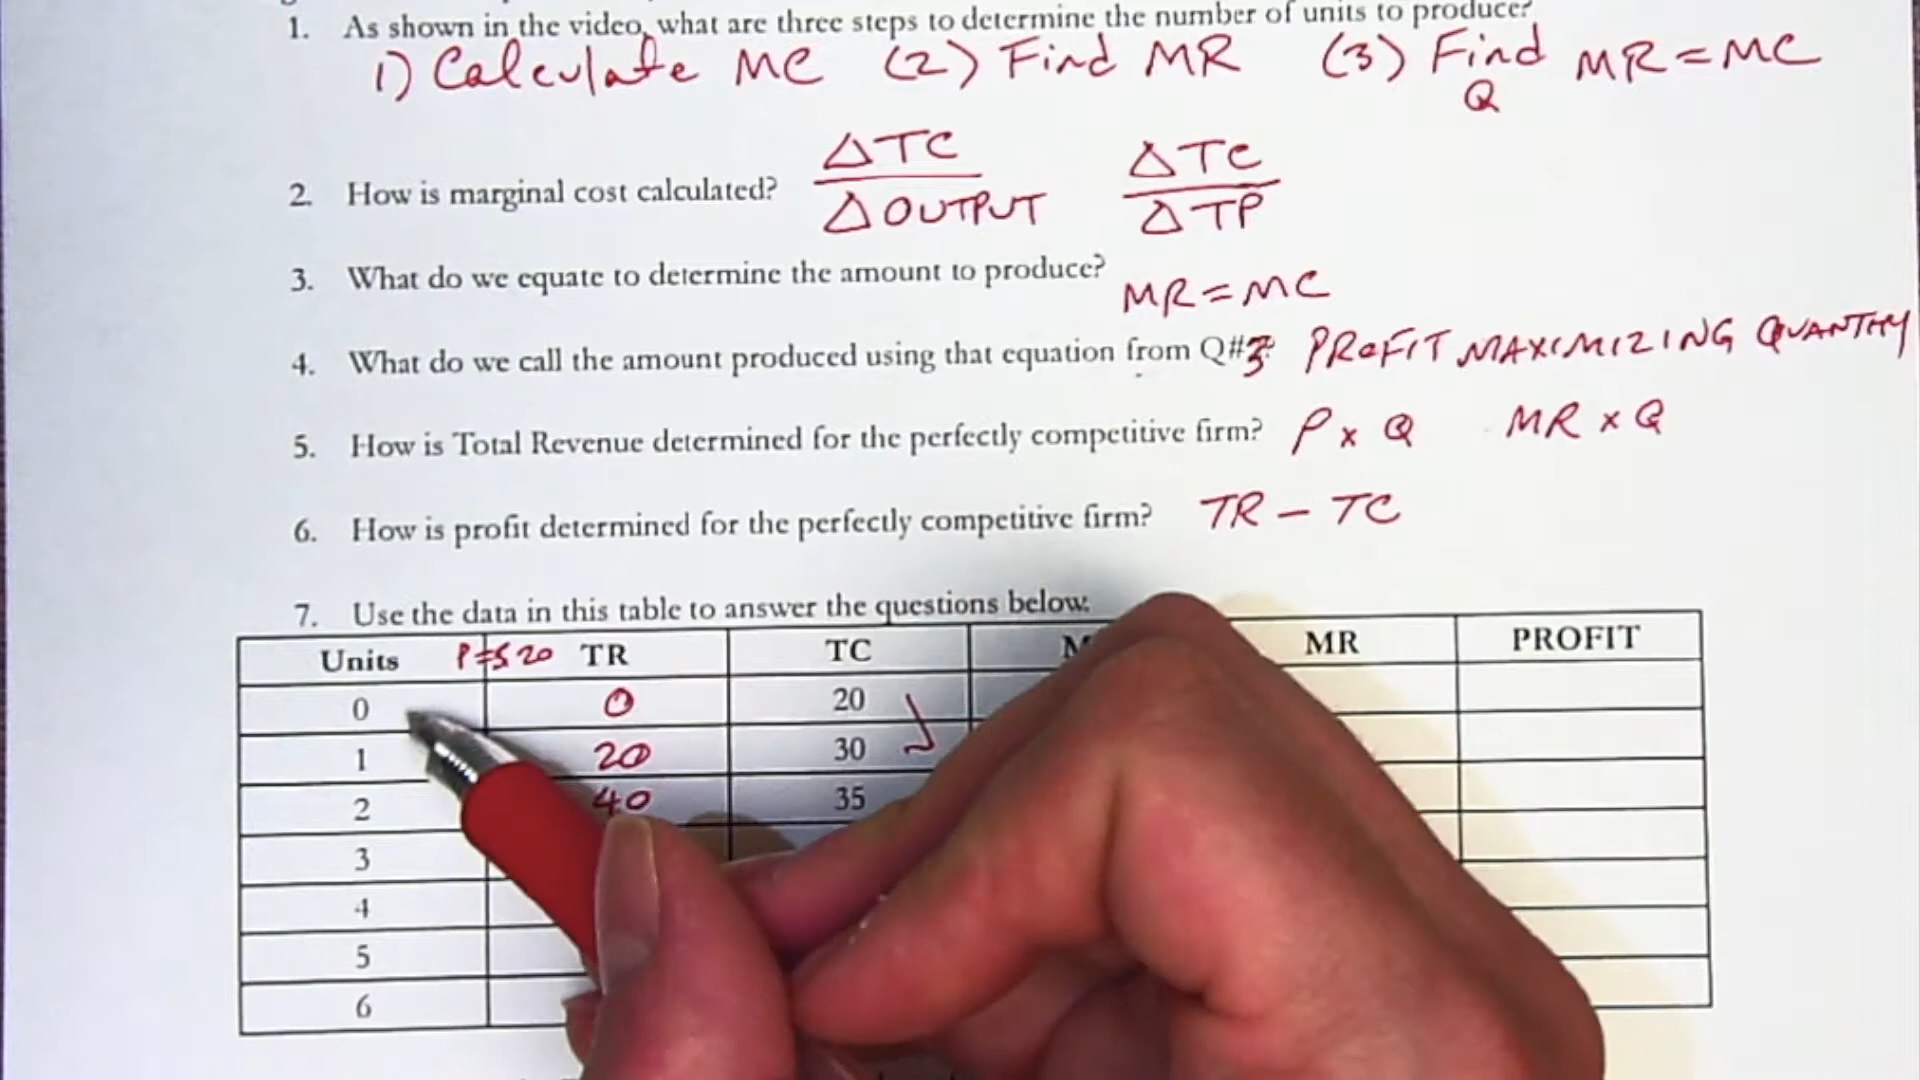 1. As shown in the video, what are three steps to determine the number of units to produce?
1) Calculate MC (2) Find MR (3) Find MR = MC
Q
2. How is marginal cost calculated? ΔTC / ΔOUTPUT ΔTC / ΔTP
3. What do we equate to determine the amount to produce? MR = MC
4. What do we call the amount produced using that equation from Q#3 PROFIT MAXIMIZING QUANTITY
5. How is Total Revenue determined for the perfectly competitive firm? P x Q MR x Q
6. How is profit determined for the perfectly competitive firm? TR - TC
7. Use the data in this table to answer the questions below:
Units P=$20 TR TC MR PROFIT
0 0 20
1 20 30
2 40 35
3
4
5
6